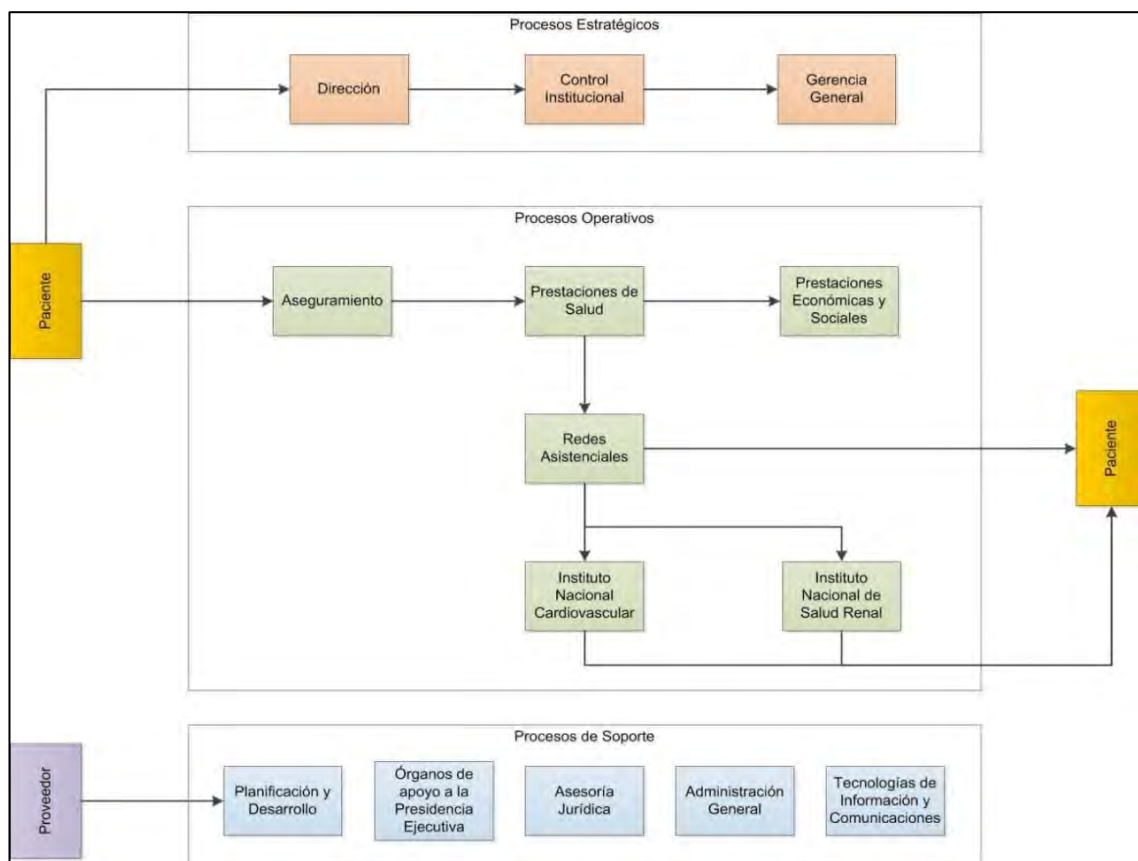 Procesos Estratégicos
Dirección
Control
Institucional
Gerencia
General
Paciente
Procesos Operativos
Aseguramiento
Prestaciones de
Salud
Prestaciones
Económicas y
Sociales
Redes
Asistenciales
Paciente
Instituto
Nacional
Cardiovascular
Instituto
Nacional de
Salud Renal
Proveedor
Procesos de Soporte
Planificación y
Desarrollo
Órganos de
apoyo a la
Presidencia
Ejecutiva
Asesoría
Jurídica
Administración
General
Tecnologías de
Información y
Comunicaciones